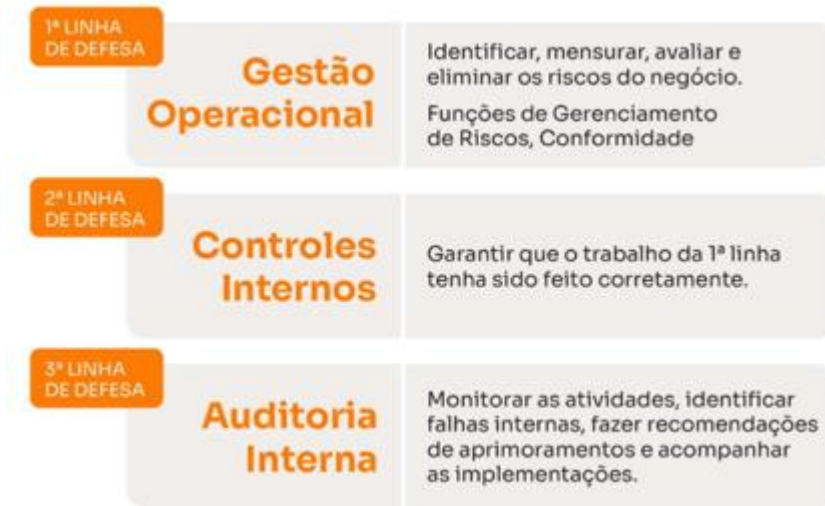 1ª LINHA
DE DEFESA
Gestão
Operacional
Identificar, mensurar, avaliar e
eliminar os riscos do negócio.
Funções de Gerenciamento
de Riscos, Conformidade
2ª LINHA
DE DEFESA
Controles
Internos
Garantir que o trabalho da 1ª linha
tenha sido feito corretamente.
3ª LINHA
DE DEFESA
Auditoria
Interna
Monitorar as atividades, identificar
falhas internas, fazer recomendações
de aprimoramentos e acompanhar
as implementações.